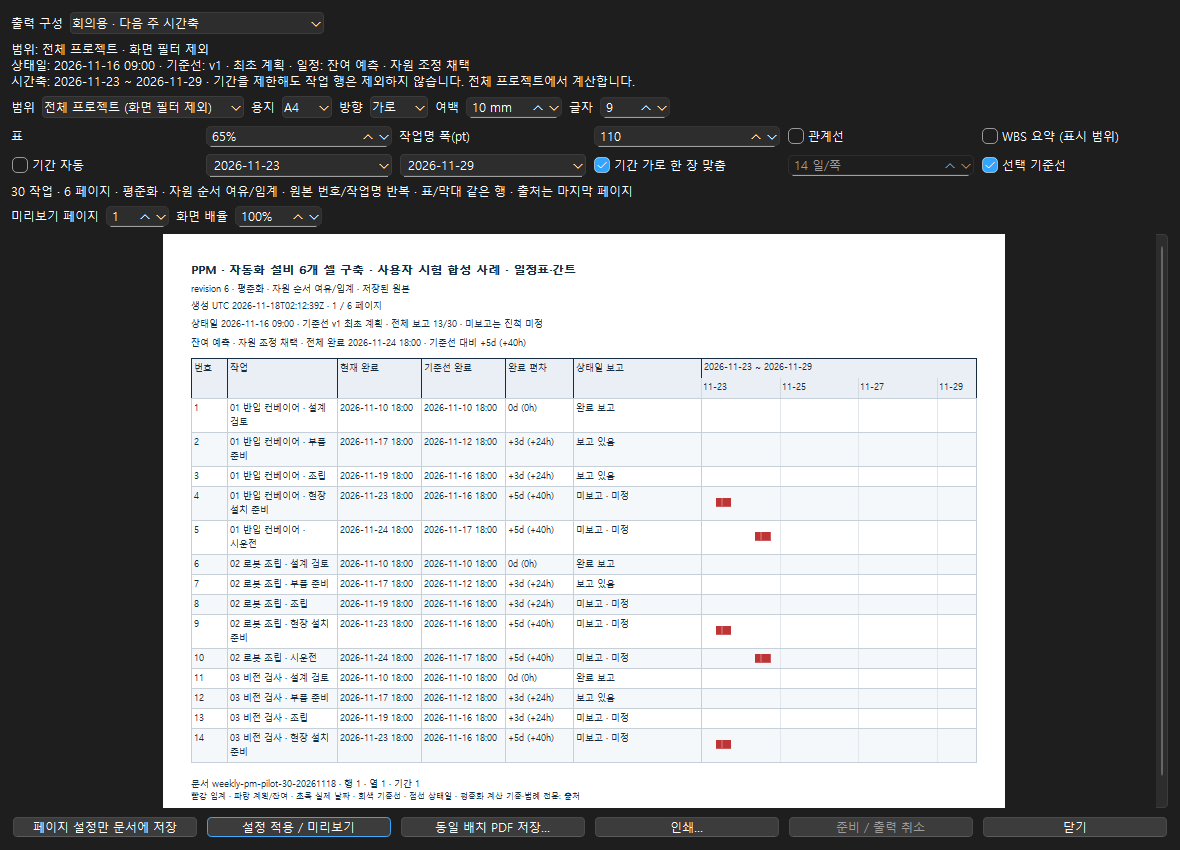 출력 구성 회의용 · 다음 주 시간축
범위: 전체 프로젝트 · 화면 필터 제외
상태일: 2026-11-16 09:00 · 기준선: v1 · 최초 계획 · 일정: 잔여 예측 · 자원 조정 채택
시간축: 2026-11-23 ~ 2026-11-29 · 기간을 제한해도 작업 행은 제외하지 않습니다. 전체 프로젝트에서 계산합니다.
범위 전체 프로젝트 (화면 필터 제외) 용지 A4 방향 가로 여백 10 mm 글자 9
표 65% 작업명 폭(pt) 110 관계선 WBS 요약 (표시 범위)
기간 자동 2026-11-23 2026-11-29 기간 가로 한 장 맞춤 14 일/쪽 선택 기준선
30 작업 · 6 페이지 · 평준화 · 자원 순서 여유/임계 · 원본 번호/작업명 반복 · 표/막대 같은 행 · 출처는 마지막 페이지
미리보기 페이지 1 화면 배율 100%
PPM · 자동화 설비 6개 셀 구축 · 사용자 시험 합성 사례 · 일정표·간트
revision 6 · 평준화 · 자원 순서 여유/임계 · 저장된 원본
생성 UTC 2026-11-18T02:12:39Z · 1 / 6 페이지
상태일 2026-11-16 09:00 · 기준선 v1 최초 계획 · 전체 보고 13/30 · 미보고는 진척 미정
잔여 예측 · 자원 조정 채택 · 전체 완료 2026-11-24 18:00 · 기준선 대비 +5d (+40h)
번호 작업 현재 완료 기준선 완료 완료 편차 상태일 보고 2026-11-23 ~ 2026-11-29
11-23 11-25 11-27 11-29
1 01 반입 컨베이어 · 설계 2026-11-10 18:00 2026-11-10 18:00 0d (0h) 완료 보고
검토
2 01 반입 컨베이어 · 부품 2026-11-17 18:00 2026-11-12 18:00 +3d (+24h) 보고 있음
준비
3 01 반입 컨베이어 · 조립 2026-11-19 18:00 2026-11-16 18:00 +3d (+24h) 보고 있음
4 01 반입 컨베이어 · 현장 2026-11-23 18:00 2026-11-16 18:00 +5d (+40h) 미보고 · 미정
설치 준비
5 01 반입 컨베이어 · 2026-11-24 18:00 2026-11-17 18:00 +5d (+40h) 미보고 · 미정
시운전
6 02 로봇 조립 · 설계 검토 2026-11-10 18:00 2026-11-10 18:00 0d (0h) 완료 보고
7 02 로봇 조립 · 부품 준비 2026-11-17 18:00 2026-11-12 18:00 +3d (+24h) 보고 있음
8 02 로봇 조립 · 조립 2026-11-19 18:00 2026-11-16 18:00 +3d (+24h) 미보고 · 미정
9 02 로봇 조립 · 현장 설치 2026-11-23 18:00 2026-11-16 18:00 +5d (+40h) 미보고 · 미정
준비
10 02 로봇 조립 · 시운전 2026-11-24 18:00 2026-11-17 18:00 +5d (+40h) 미보고 · 미정
11 03 비전 검사 · 설계 검토 2026-11-10 18:00 2026-11-10 18:00 0d (0h) 완료 보고
12 03 비전 검사 · 부품 준비 2026-11-17 18:00 2026-11-12 18:00 +3d (+24h) 보고 있음
13 03 비전 검사 · 조립 2026-11-19 18:00 2026-11-16 18:00 +3d (+24h) 미보고 · 미정
14 03 비전 검사 · 현장 설치 2026-11-23 18:00 2026-11-16 18:00 +5d (+40h) 미보고 · 미정
준비
문서 weekly-pm-pilot-30-20261118 · 행 1 · 열 1 · 기간 1
빨강 임계 · 파랑 계획/잔여 · 초록 실제 날짜 · 회색 기준선 · 점선 상태일 · 평준화 계산 기준·범례 전문: 출처
페이지 설정만 문서에 저장 설정 적용 / 미리보기 동일 배치 PDF 저장... 인쇄... 준비 / 출력 취소 닫기